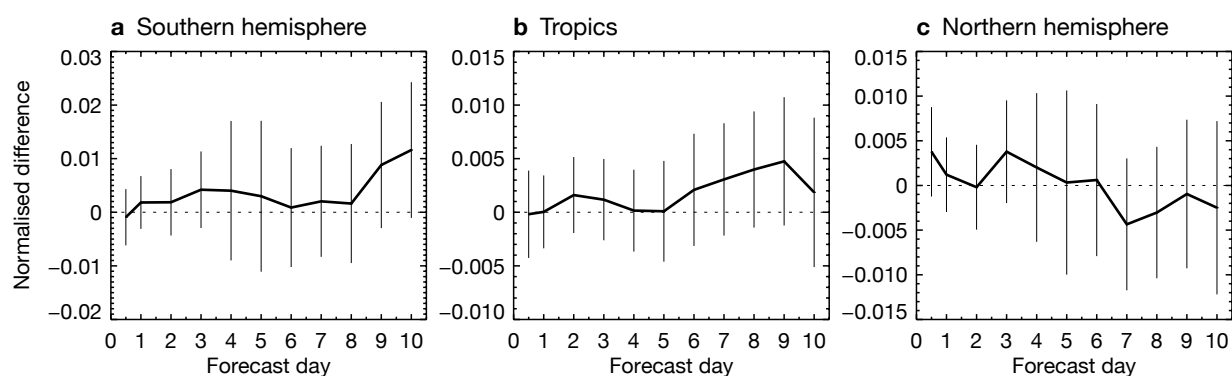 a Southern hemisphere
0.03
0.02
0.01
0
−0.01
−0.02
Normalised difference
0 1 2 3 4 5 6 7 8 9 10
Forecast day
b Tropics
0.015
0.010
0.005
0
−0.005
−0.010
0 1 2 3 4 5 6 7 8 9 10
Forecast day
c Northern hemisphere
0.015
0.010
0.005
0
−0.005
−0.010
−0.015
0 1 2 3 4 5 6 7 8 9 10
Forecast day